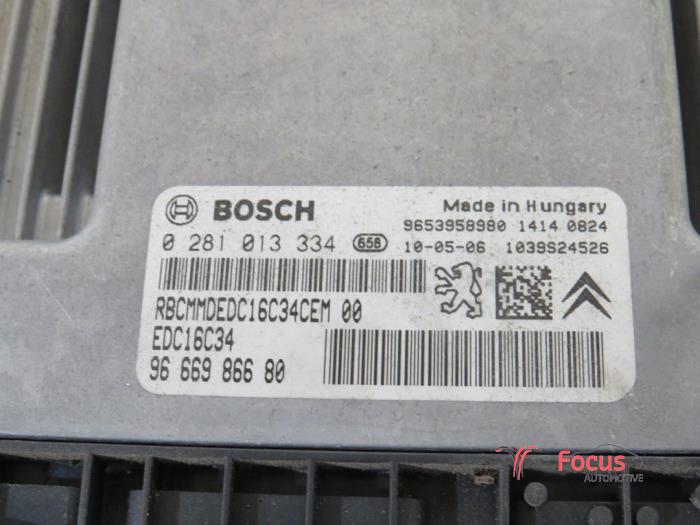 BOSCH
Made in Hungary
9653958980 1414 0824
0 281 013 334 656 10-05-06 1039S24526
RBCMMDEDC16C34CEM 00
EDC16C34
96 669 866 80
Focus
AUTOMOTIVE